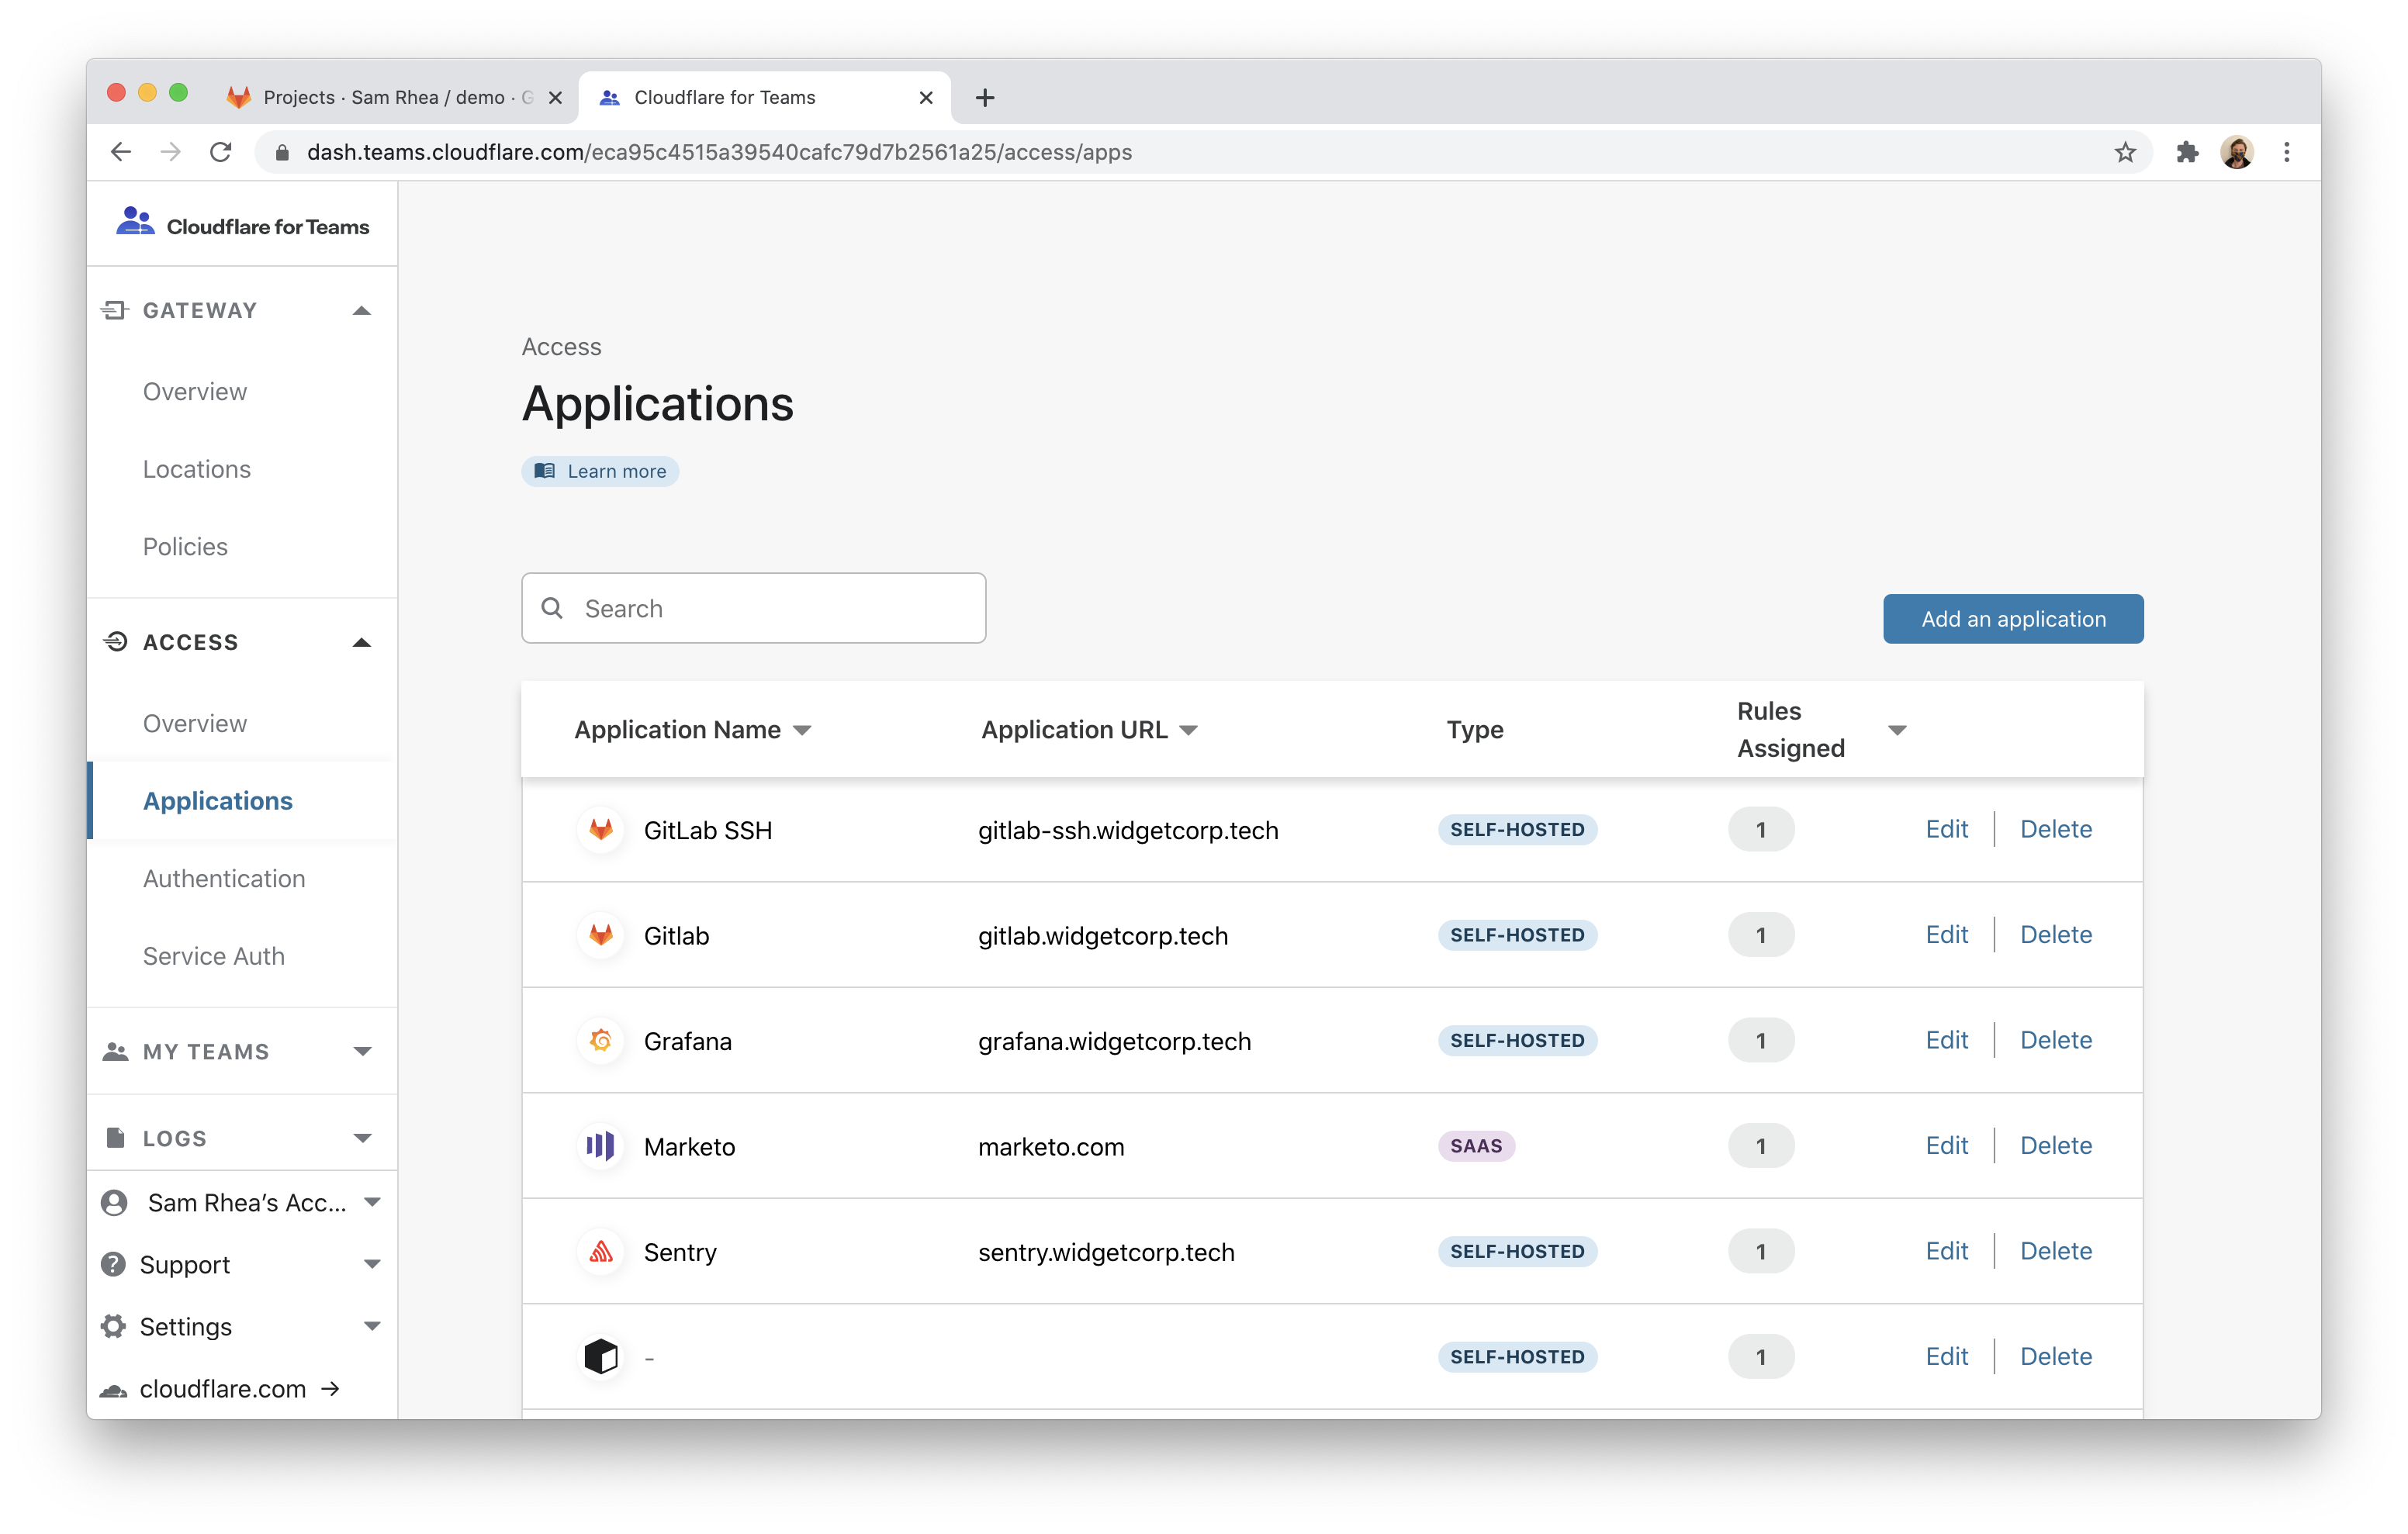 Projects · Sam Rhea / demo · G
Cloudflare for Teams
dash.teams.cloudflare.com/eca95c4515a39540cafc79d7b2561a25/access/apps
Cloudflare for Teams
GATEWAY
Overview
Locations
Policies
ACCESS
Overview
Applications
Authentication
Service Auth
MY TEAMS
LOGS
Sam Rhea’s Acc...
Support
Settings
cloudflare.com →
Access
Applications
Learn more
Search
Add an application
Application Name Application URL Type Rules Assigned
GitLab SSH gitlab-ssh.widgetcorp.tech SELF-HOSTED 1 Edit Delete
Gitlab gitlab.widgetcorp.tech SELF-HOSTED 1 Edit Delete
Grafana grafana.widgetcorp.tech SELF-HOSTED 1 Edit Delete
Marketo marketo.com SAAS 1 Edit Delete
Sentry sentry.widgetcorp.tech SELF-HOSTED 1 Edit Delete
- SELF-HOSTED 1 Edit Delete